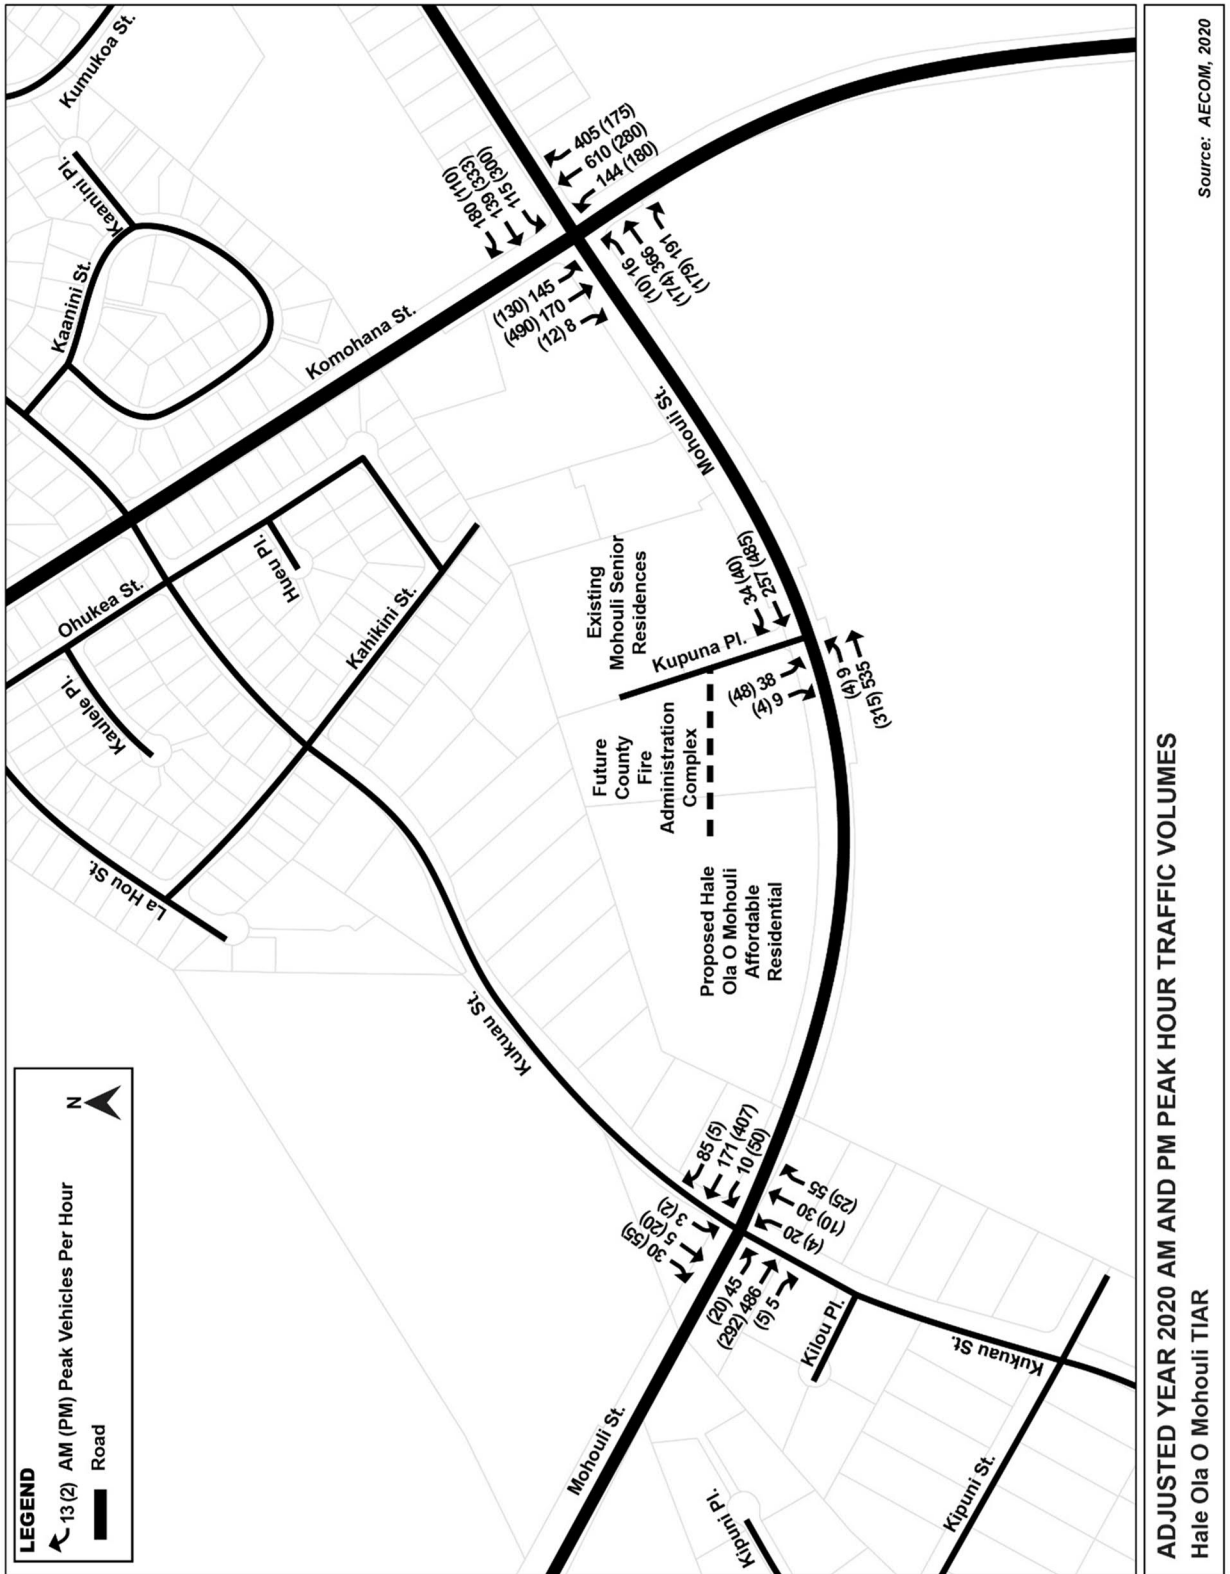 LEGEND
13 (2) AM (PM) Peak Vehicles Per Hour
Road
N
Kumukoa St.
Kaanini Pl.
Kaanini St.
Komohana St.
Ohukea St.
Hueu Pl.
Kaulele Pl.
Kahikini St.
La Hou St.
Kukuau St.
Mohouli St.
Kupuna Pl.
Existing
Mohouli Senior
Residences
Future
County
Fire
Administration
Complex
Proposed Hale
Ola O Mohouli
Affordable
Residential
180 (110)
139 (333)
115 (300)
405 (175)
610 (280)
144 (180)
(130) 145
(490) 170
(12) 8
(10) 16
(174) 366
(179) 191
34 (40)
257 (485)
(48) 38
(4) 9
(4) 9
(315) 535
85 (5)
171 (407)
10 (50)
30 (55)
5 (20)
3 (2)
(20) 45
(292) 486
(5) 5
(4) 20
(10) 30
(25) 55
Mohouli St.
Kilou Pl.
Kukuau St.
Kipuni St.
Kipuni Pl.
ADJUSTED YEAR 2020 AM AND PM PEAK HOUR TRAFFIC VOLUMES
Hale Ola O Mohouli TIAR
Source: AECOM, 2020